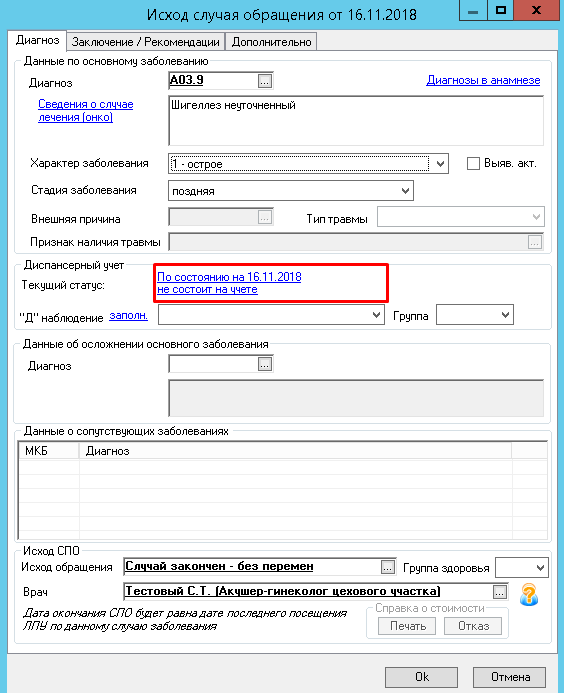 Исход случая обращения от 16.11.2018
Диагноз Заключение / Рекомендации Дополнительно
Данные по основному заболеванию
Диагноз A03.9 ... Диагнозы в анамнезе
Сведения о случае
лечения (онко)
Шигеллез неуточненный
Характер заболевания 1 - острое Выяв. акт.
Стадия заболевания поздняя
Внешняя причина ... Тип травмы
Признак наличия травмы ...
Диспансерный учет
Текущий статус: По состоянию на 16.11.2018
не состоит на учете
"Д" наблюдение заполн. Группа
Данные об осложнении основного заболевания
Диагноз ...
Данные о сопутствующих заболеваниях
МКБ Диагноз
Исход СПО
Исход обращения Случай закончен - без перемен ... Группа здоровья
Врач Тестовый С.Т. (Акушер-гинеколог цехового участка) ...
Дата окончания СПО будет равна дате последнего посещения
ЛПУ по данному случаю заболевания
Справка о стоимости
Печать Отказ
Ok Отмена